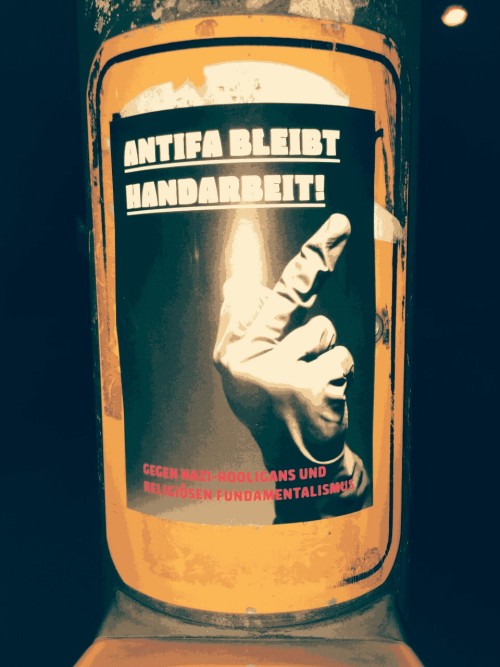 ANTIFA BLEIBT
HANDARBEIT!
GEGEN NAZI-HOOLIGANS UND
RELIGIÖSEN FUNDAMENTALISMUS